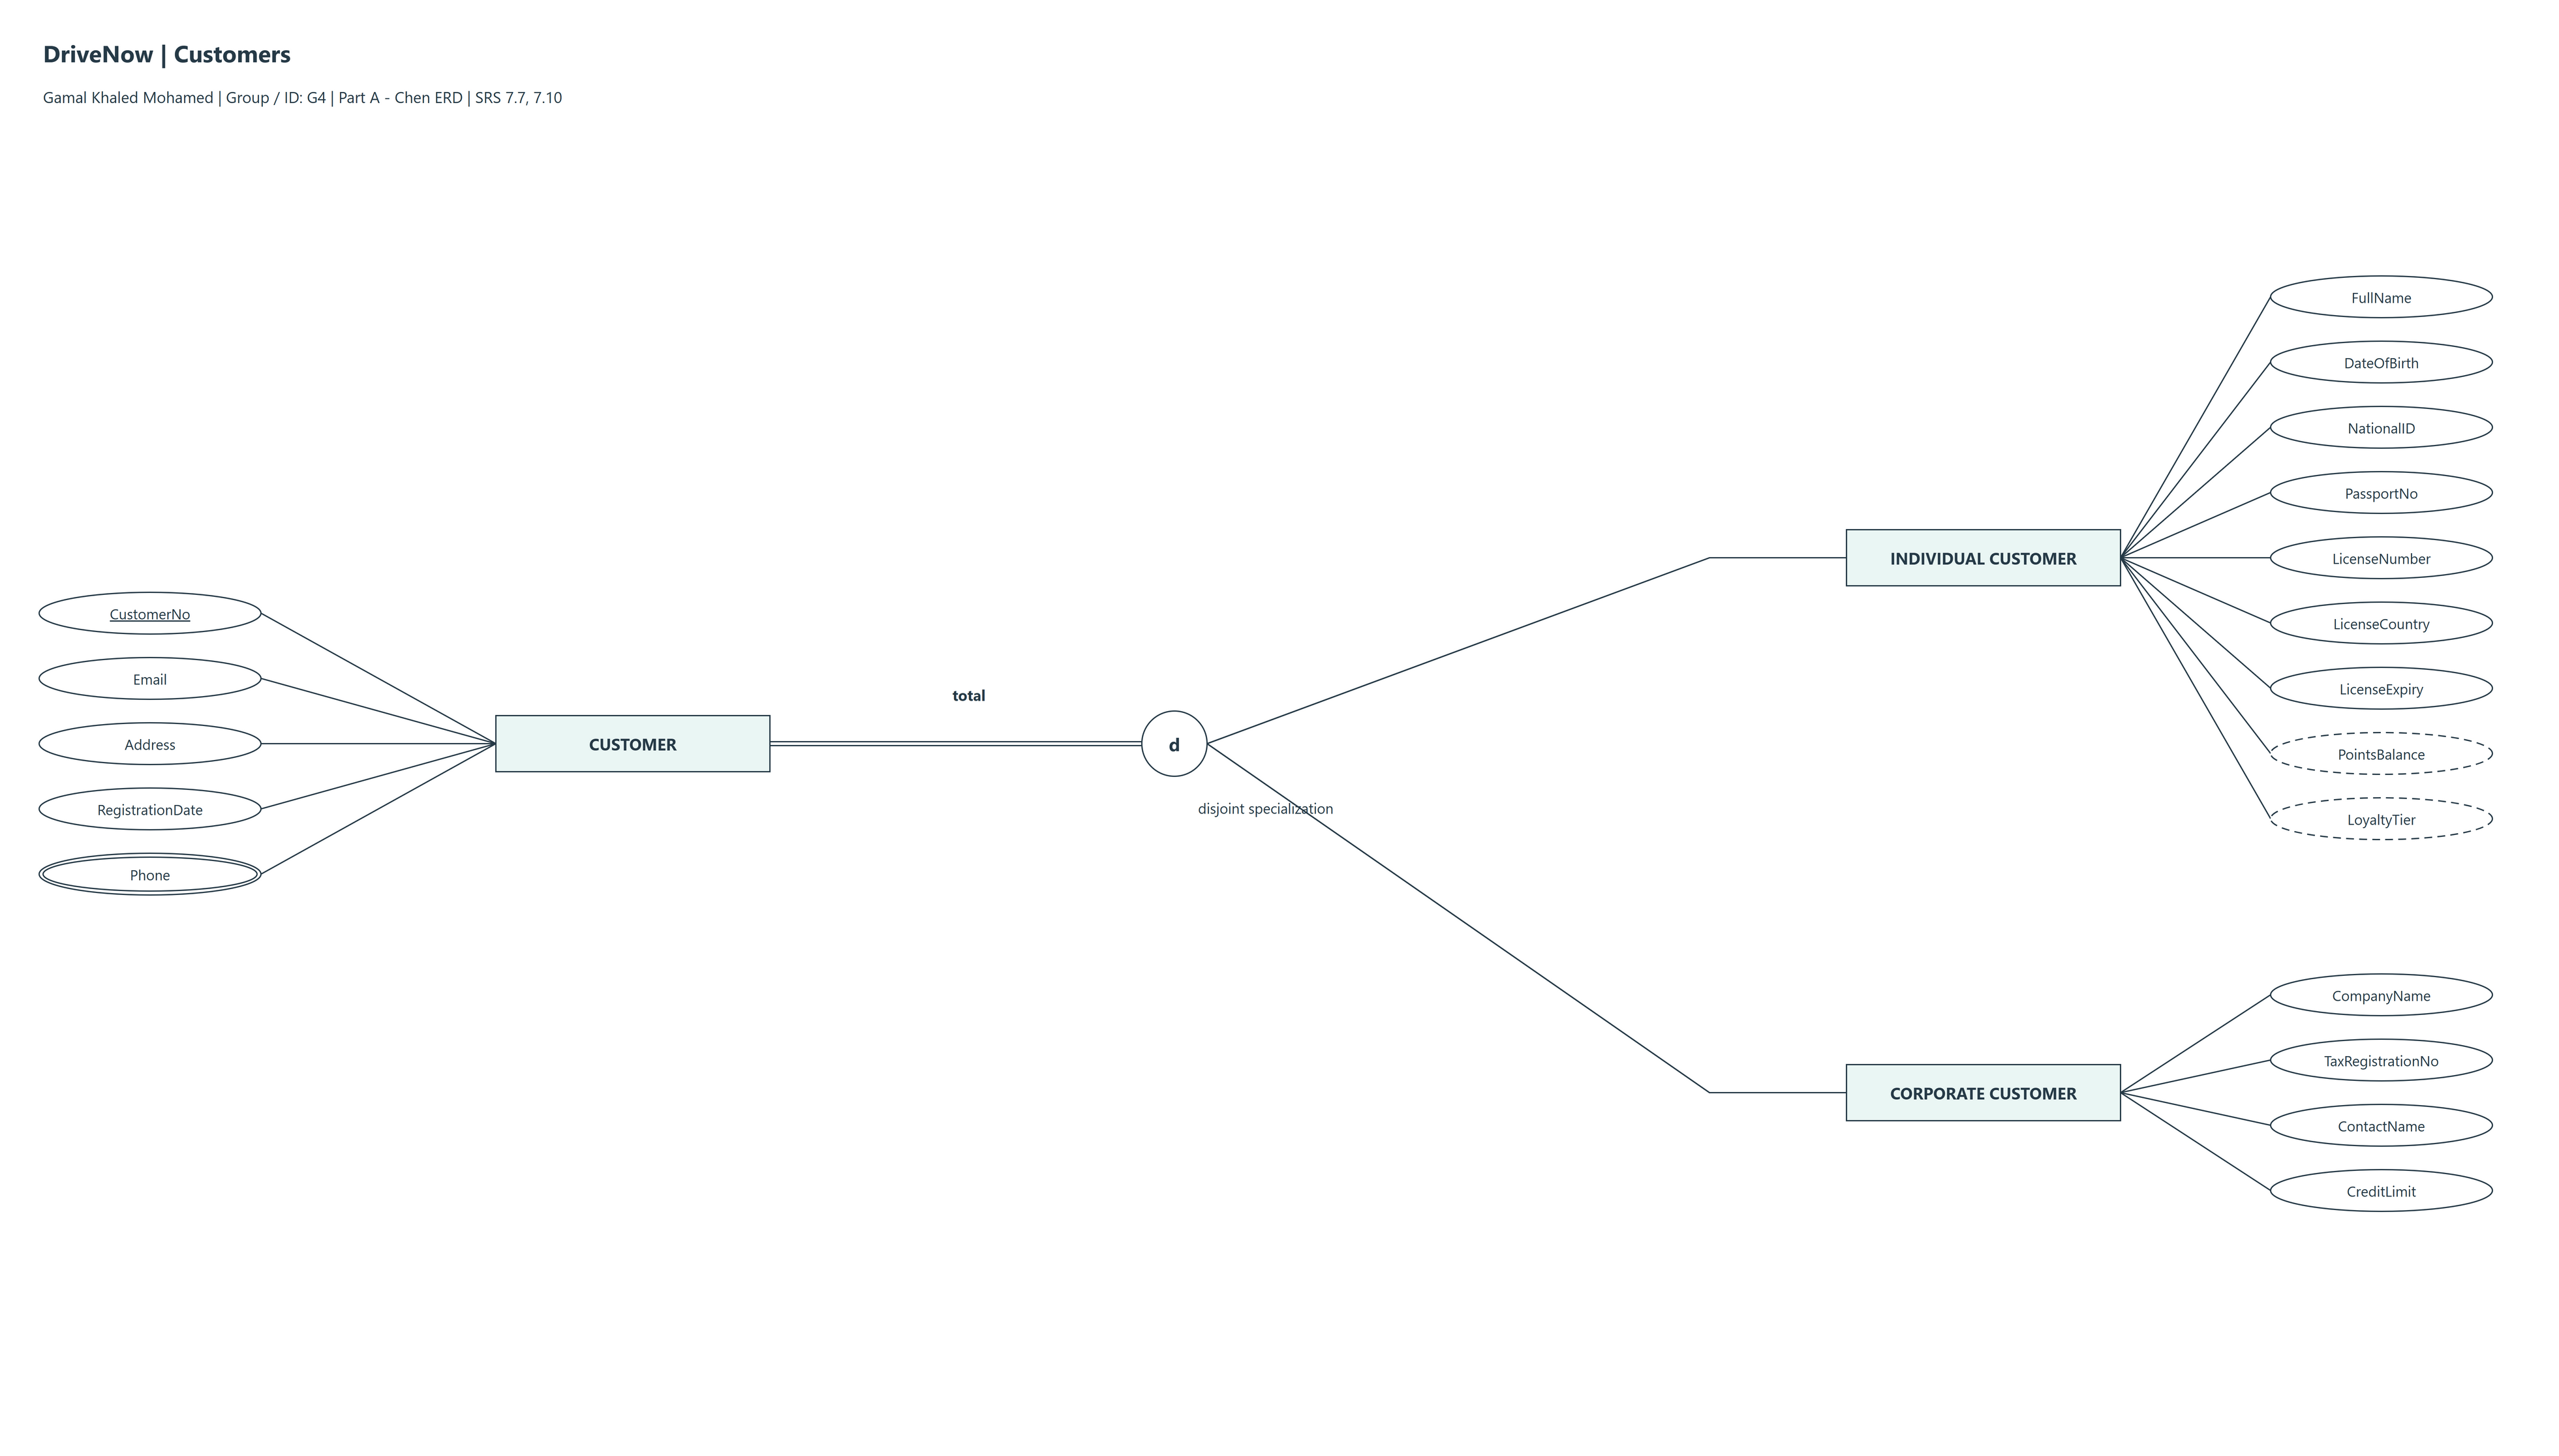 DriveNow | Customers
Gamal Khaled Mohamed | Group / ID: G4 | Part A - Chen ERD | SRS 7.7, 7.10
CustomerNo
Email
Address
RegistrationDate
Phone
CUSTOMER
total
d
disjoint specialization
INDIVIDUAL CUSTOMER
FullName
DateOfBirth
NationalID
PassportNo
LicenseNumber
LicenseCountry
LicenseExpiry
PointsBalance
LoyaltyTier
CORPORATE CUSTOMER
CompanyName
TaxRegistrationNo
ContactName
CreditLimit